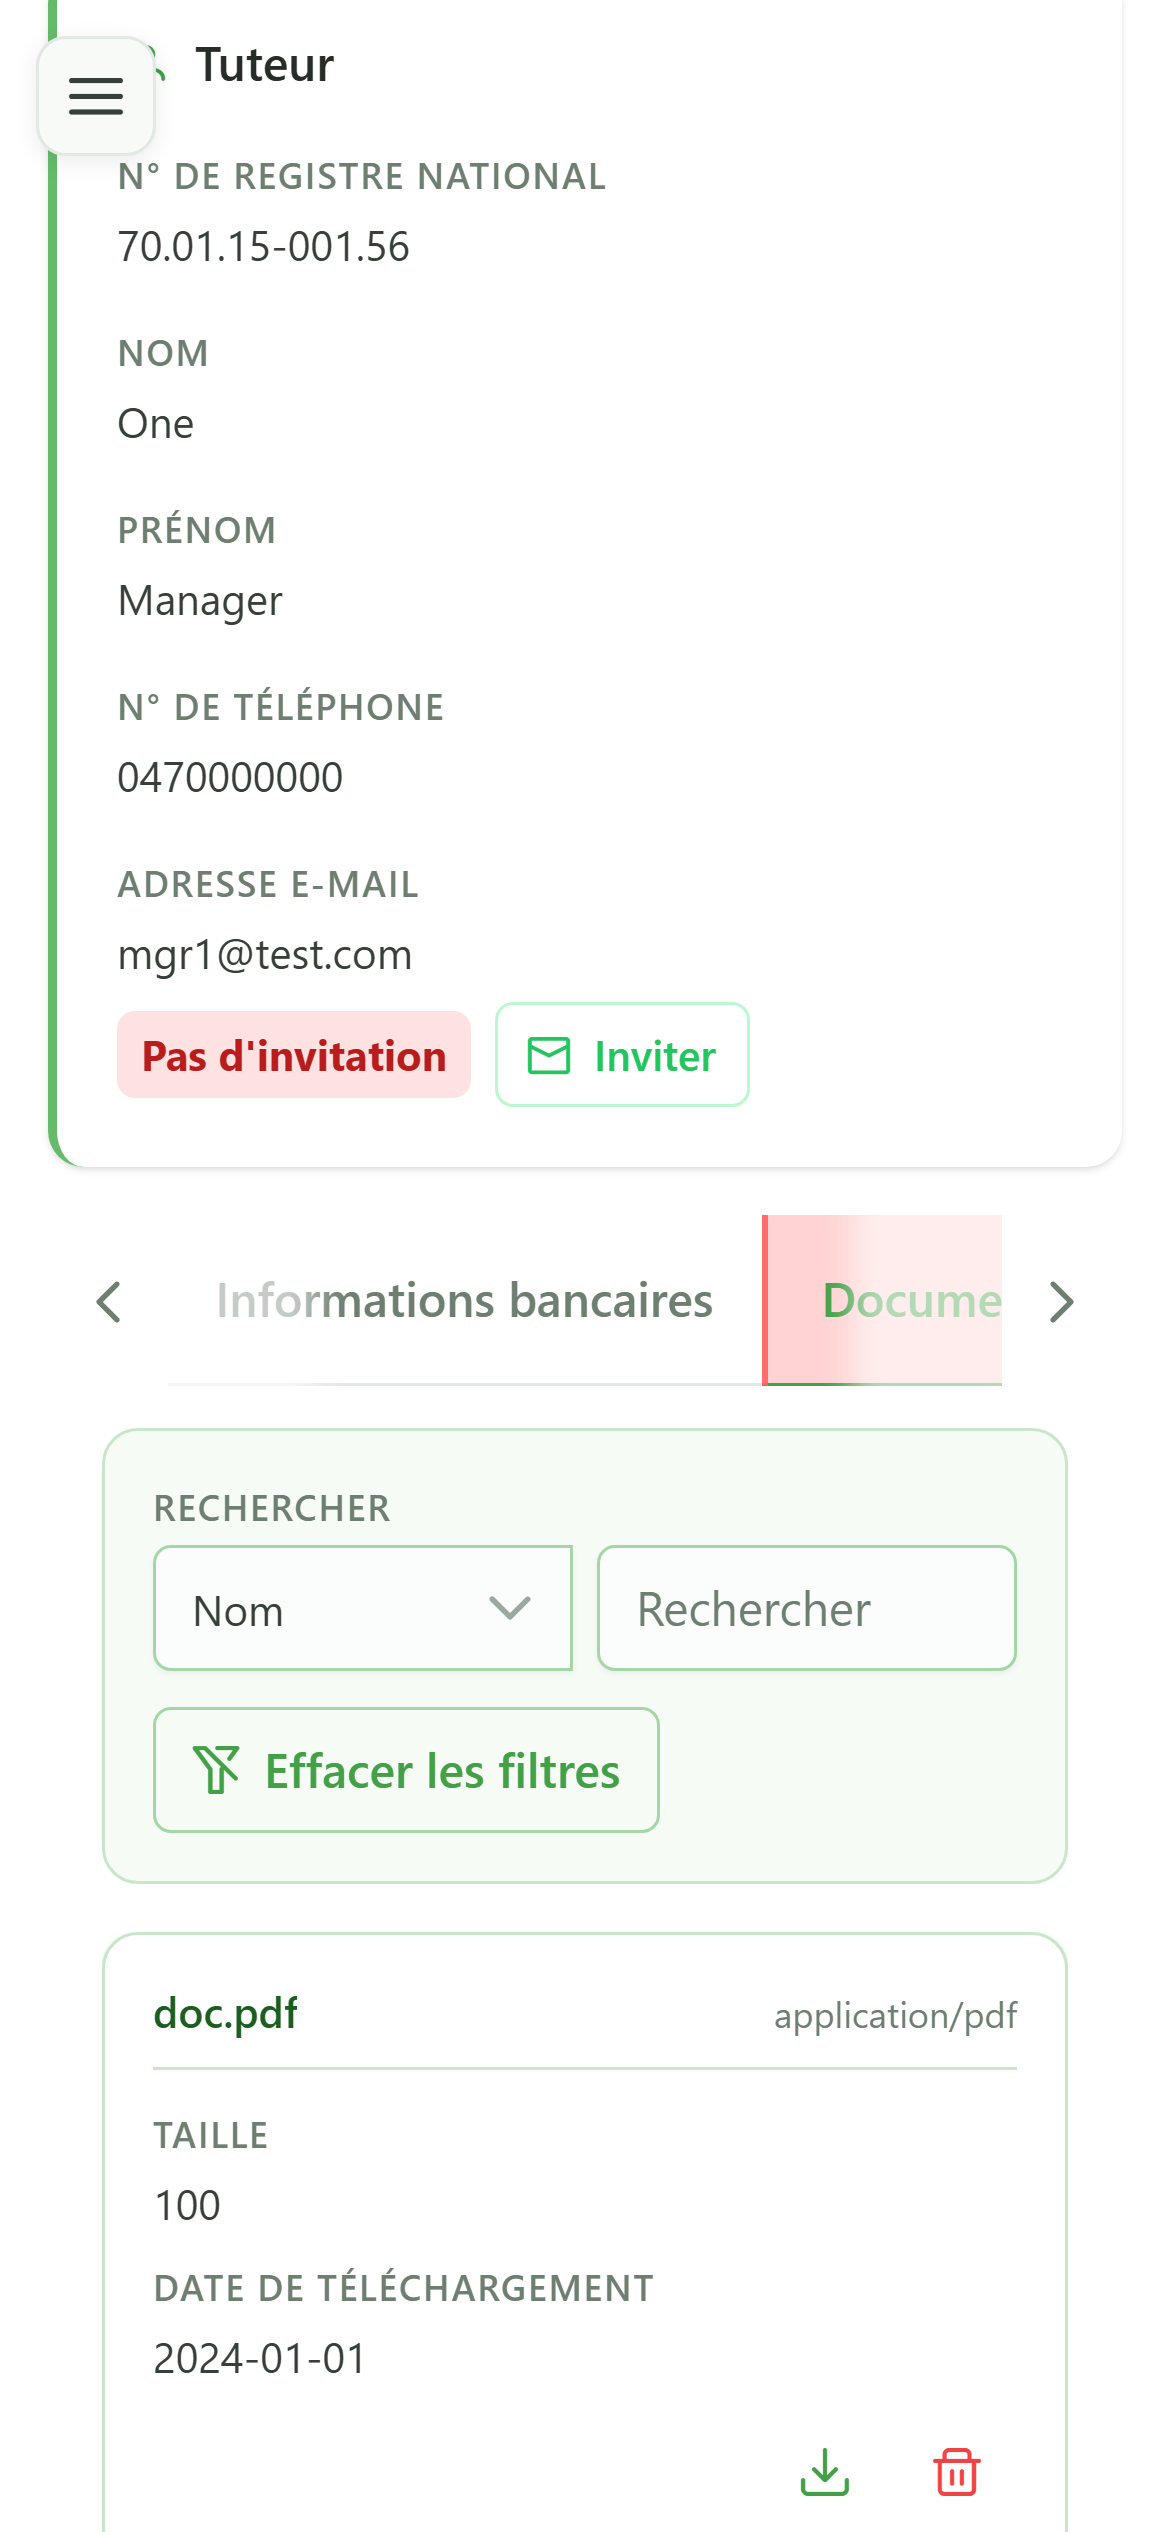 Tuteur
N° DE REGISTRE NATIONAL
70.01.15-001.56
NOM
One
PRÉNOM
Manager
N° DE TÉLÉPHONE
0470000000
ADRESSE E-MAIL
mgr1@test.com
Pas d'invitation Inviter
Informations bancaires Docume
RECHERCHER
Nom Rechercher
Effacer les filtres
doc.pdf application/pdf
TAILLE
100
DATE DE TÉLÉCHARGEMENT
2024-01-01